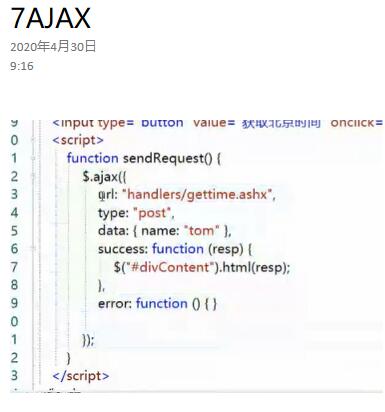 7AJAX
2020年4月30日
9:16
9 <input type= button value= 获取北京时间 onclick=
0 <script>
1 function sendRequest() {
2 $.ajax({
3 url: "handlers/gettime.ashx",
4 type: "post",
5 data: { name: "tom" },
6 success: function (resp) {
7 $("#divContent").html(resp);
8 },
9 error: function () { }
0
1 });
2 }
3 </script>